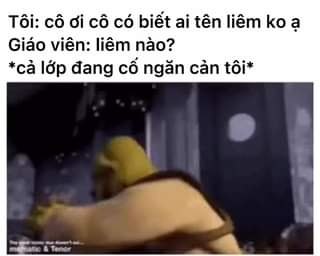 Tôi: cô ơi cô có biết ai tên liêm ko ạ
Giáo viên: liêm nào?
*cả lớp đang cố ngăn cản tôi*
mematic & Tenor